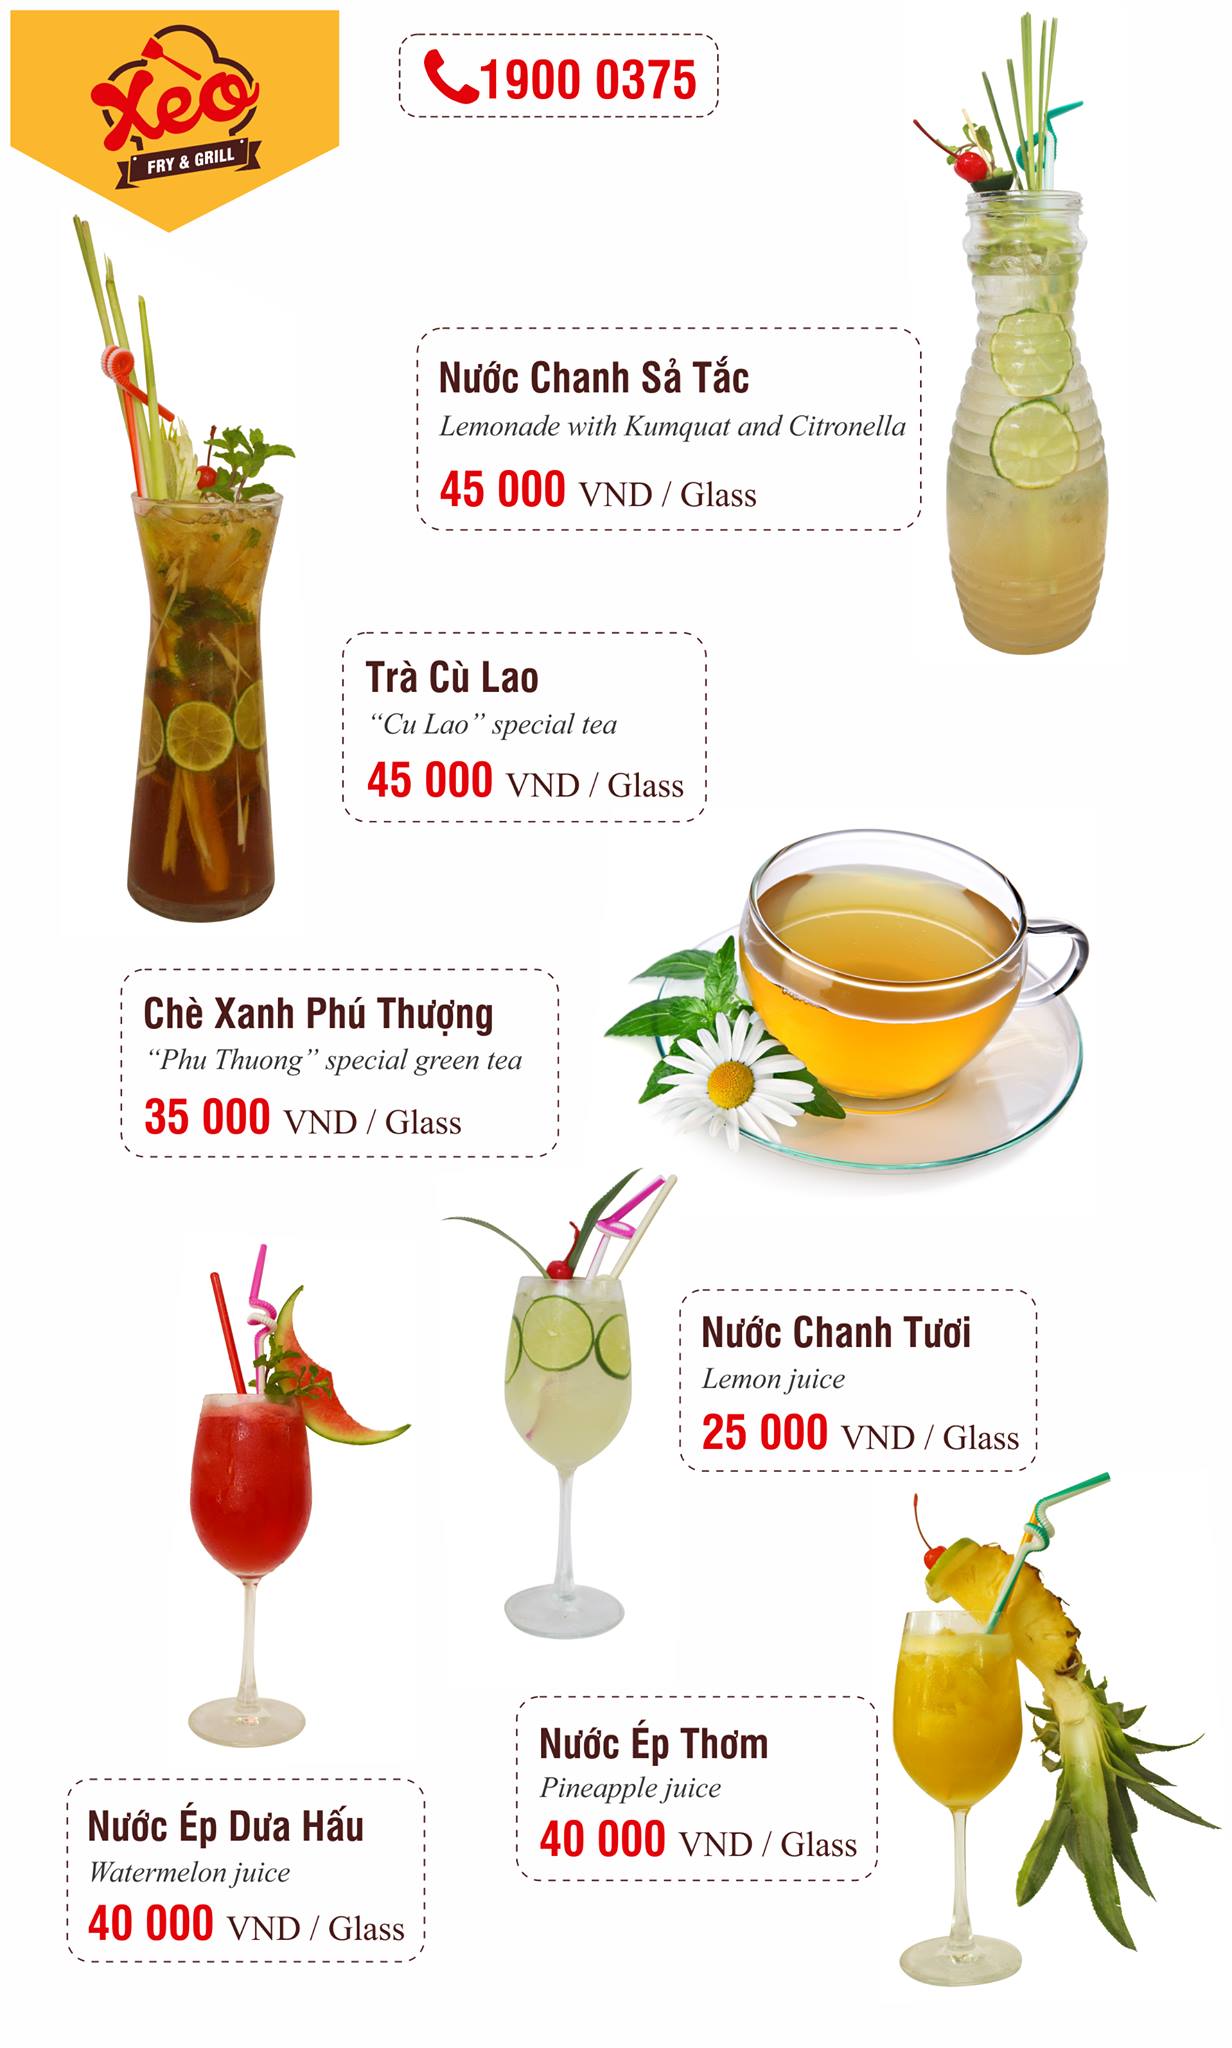 Xèo
FRY & GRILL
1900 0375
Nước Chanh Sả Tắc
Lemonade with Kumquat and Citronella
45 000 VND / Glass
Trà Cù Lao
“Cu Lao” special tea
45 000 VND / Glass
Chè Xanh Phú Thượng
“Phu Thuong” special green tea
35 000 VND / Glass
Nước Chanh Tươi
Lemon juice
25 000 VND / Glass
Nước Ép Thơm
Pineapple juice
40 000 VND / Glass
Nước Ép Dưa Hấu
Watermelon juice
40 000 VND / Glass